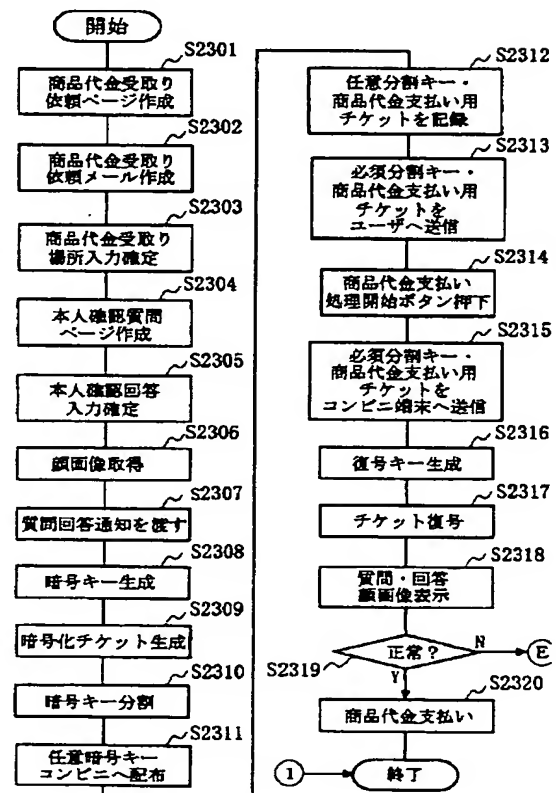 開始
S2301
商品代金受取り
依頼ページ作成
S2302
商品代金受取り
依頼メール作成
S2303
商品代金受取り
場所入力確定
S2304
本人確認質問
ページ作成
S2305
本人確認回答
入力確定
S2306
顔画像取得
S2307
質問回答通知を渡す
S2308
暗号キー生成
S2309
暗号化チケット生成
S2310
暗号キー分割
S2311
任意暗号キー
コンビニへ配布
S2312
任意分割キー・
商品代金支払い用
チケットを記録
S2313
必須分割キー・
商品代金支払い用
チケットを
ユーザへ送信
S2314
商品代金支払い
処理開始ボタン押下
S2315
必須分割キー・
商品代金支払い用
チケットを
コンビニ端末へ送信
S2316
復号キー生成
S2317
チケット復号
S2318
質問・回答
顔画像表示
正常?
N
E
S2319
Y
S2320
商品代金支払い
1
終了